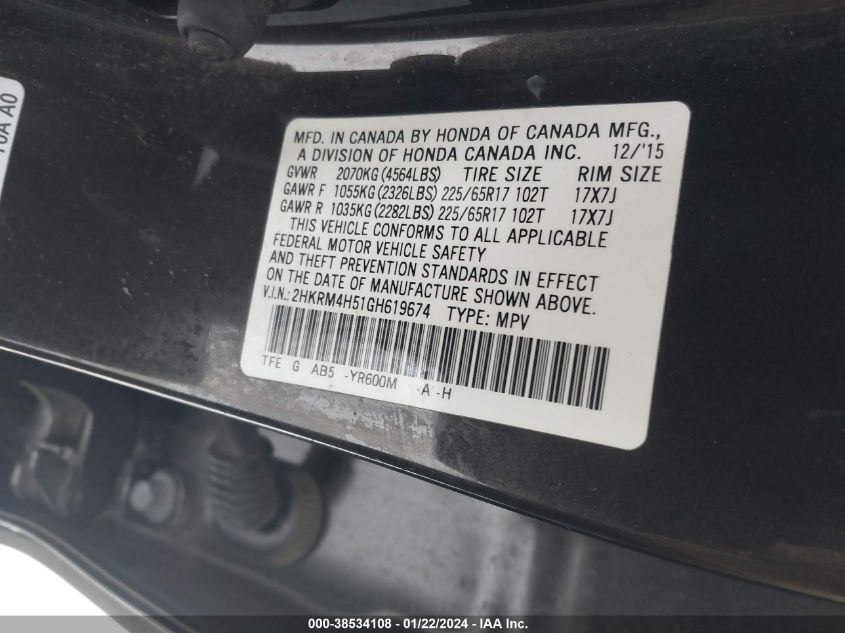 10A A0
MFD. IN CANADA BY HONDA OF CANADA MFG.,
A DIVISION OF HONDA CANADA INC. 12/'15
GVWR 2070KG (4564LBS) TIRE SIZE RIM SIZE
GAWR F 1055KG (2326LBS) 225/65R17 102T 17X7J
GAWR R 1035KG (2282LBS) 225/65R17 102T 17X7J
THIS VEHICLE CONFORMS TO ALL APPLICABLE
FEDERAL MOTOR VEHICLE SAFETY
AND THEFT PREVENTION STANDARDS IN EFFECT
ON THE DATE OF MANUFACTURE SHOWN ABOVE.
V.I.N.: 2HKRM4H51GH619674 TYPE: MPV
TFE G AB5 -YR600M -A -H
000-38534108 - 01/22/2024 - IAA Inc.